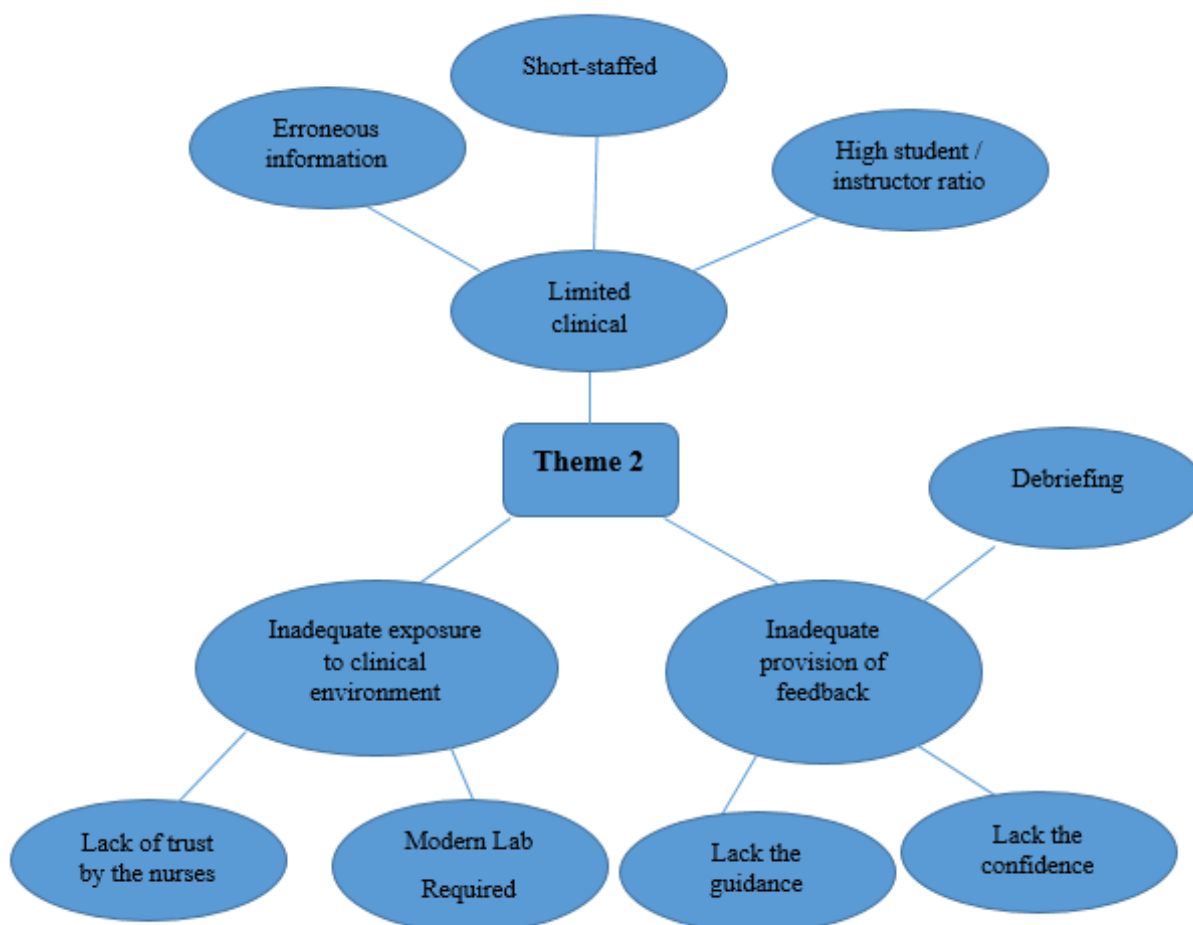 Short-staffed
Erroneous
information
High student /
instructor ratio
Limited
clinical
Theme 2
Debriefing
Inadequate exposure
to clinical
environment
Inadequate
provision of
feedback
Lack of trust
by the nurses
Modern Lab
Required
Lack the
guidance
Lack the
confidence